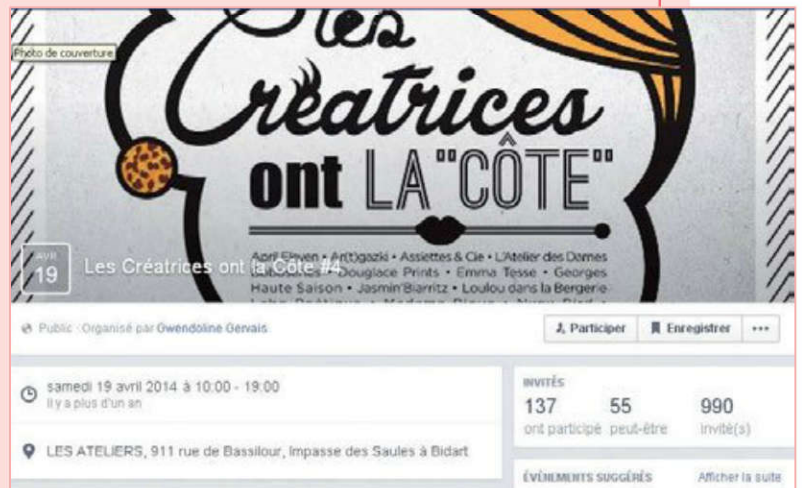 les
Photo de couverture
Créatrices
ont LA "CÔTE"
April Eleven • An(t)gazki • Assiettes & Cie • L'Atelier des Dames
AVR
19
Les Créatrices ont la Côte #4
Douglace Prints • Emma Tesse • Georges
Haute Saison • Jasmin'Biarritz • Loulou dans la Bergerie
Public · Organisé par Gwendoline Gervais
Participer
Enregistrer
samedi 19 avril 2014 à 10:00 - 19:00
Il y a plus d'un an
LES ATELIERS, 911 rue de Bassilour, Impasse des Saules à Bidart
INVITÉS
137 55 990
ont participé peut-être invité(s)
ÉVÈNEMENTS SUGGÉRÉS Afficher la suite